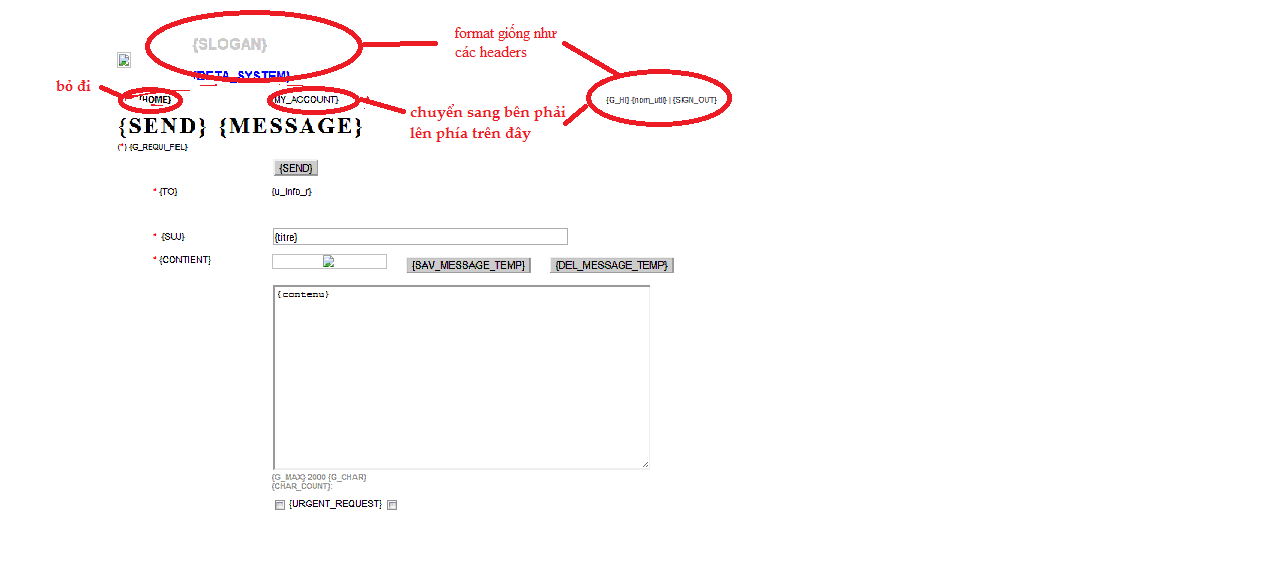 {SLOGAN}
format giống như
các headers
{BETA_SYSTEM}
bỏ đi
{HOME}
{MY_ACCOUNT}
{G_HI} {nom_util} | {SIGN_OUT}
chuyển sang bên phải
lên phía trên đây
{SEND} {MESSAGE}
(*) {G_REQUI_FIEL}
{SEND}
* {TO} {u_info_r}
* {SUJ} {titre}
* {CONTIENT} {SAV_MESSAGE_TEMP} {DEL_MESSAGE_TEMP}
{contenu}
{G_MAX} 2000 {G_CHAR}
{CHAR_COUNT}:
{URGENT_REQUEST}